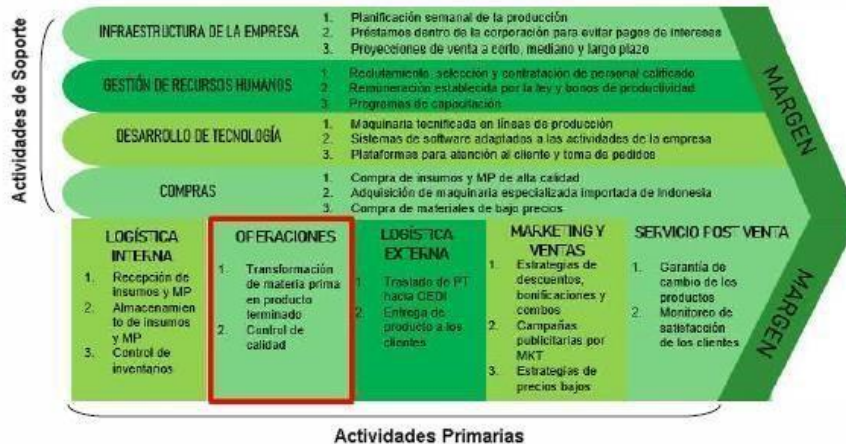 Actividades de Soporte
INFRAESTRUCTURA DE LA EMPRESA
1. Planificación semanal de la producción
2. Préstamos dentro de la corporación para evitar pagos de intereses
3. Proyecciones de venta a corto, mediano y largo plazo
GESTIÓN DE RECURSOS HUMANOS
1. Reclutamiento, selección y contratación de personal calificado
2. Remuneración establecida por la ley y bonos de productividad
3. Programas de capacitación
DESARROLLO DE TECNOLOGÍA
1. Maquinaria tecnificada en líneas de producción
2. Sistemas de software adaptados a las actividades de la empresa
3. Plataformas para atención al cliente y toma de pedidos
COMPRAS
1. Compra de insumos y MP de alta calidad
2. Adquisición de maquinaria especializada importada de Indonesia
3. Compra de materiales de bajo precios
MARGEN
LOGÍSTICA
INTERNA
1. Recepción de
insumos y MP
2. Almacenamien
to de insumos
y MP
3. Control de
inventarios
OPERACIONES
1. Transformación
de materia prima
en producto
terminado
2. Control de
calidad
LOGÍSTICA
EXTERNA
1. Traslado de PT
hacia CEDI
2. Entrega de
producto a los
clientes
MARKETING Y
VENTAS
1. Estrategias de
descuentos,
bonificaciones y
combos
2. Campañas
publicitarias por
MKT
3. Estrategias de
precios bajos
SERVICIO POST VENTA
1. Garantía de
cambio de los
productos
2. Monitoreo de
satisfacción
de los clientes
MARGEN
Actividades Primarias